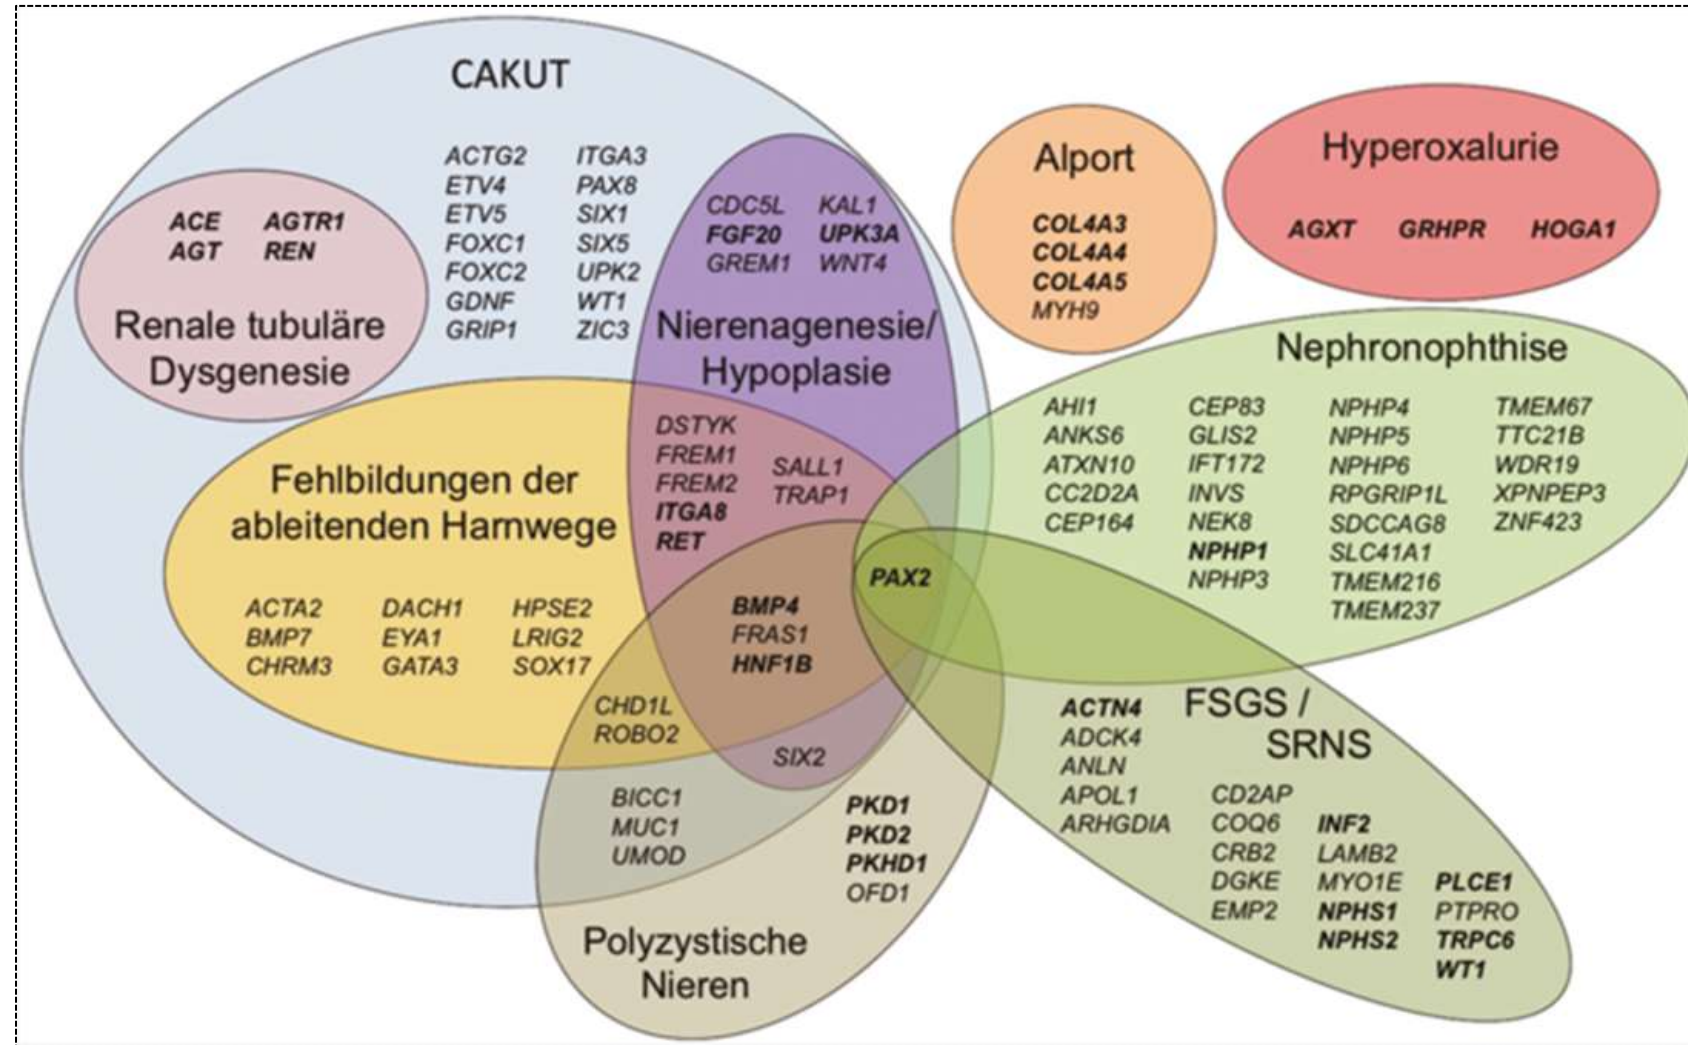 CAKUT
ACTG2 ITGA3
ETV4 PAX8
ETV5 SIX1
FOXC1 SIX5
FOXC2 UPK2
GDNF WT1
GRIP1 ZIC3
ACE AGTR1
AGT REN
Renale tubuläre
Dysgenesie
CDC5L KAL1
FGF20 UPK3A
GREM1 WNT4
Nierenagenesie/
Hypoplasie
Alport
COL4A3
COL4A4
COL4A5
MYH9
Hyperoxalurie
AGXT GRHPR HOGA1
Nephronophthise
AHI1 CEP83 NPHP4 TMEM67
ANKS6 GLIS2 NPHP5 TTC21B
ATXN10 IFT172 NPHP6 WDR19
CC2D2A INVS RPGRIP1L XPNPEP3
CEP164 NEK8 SDCCAG8 ZNF423
NPHP1 SLC41A1
NPHP3 TMEM216
TMEM237
DSTYK
FREM1 SALL1
FREM2 TRAP1
ITGA8
RET
Fehlbildungen der
ableitenden Harnwege
ACTA2 DACH1 HPSE2
BMP7 EYA1 LRIG2
CHRM3 GATA3 SOX17
PAX2
BMP4
FRAS1
HNF1B
CHD1L
ROBO2
SIX2
BICC1
MUC1
UMOD
PKD1
PKD2
PKHD1
OFD1
Polyzystische
Nieren
FSGS /
SRNS
ACTN4
ADCK4
ANLN
APOL1 CD2AP
ARHGDIA COQ6 INF2
CRB2 LAMB2
DGKE MYO1E PLCE1
EMP2 NPHS1 PTPRO
NPHS2 TRPC6
WT1